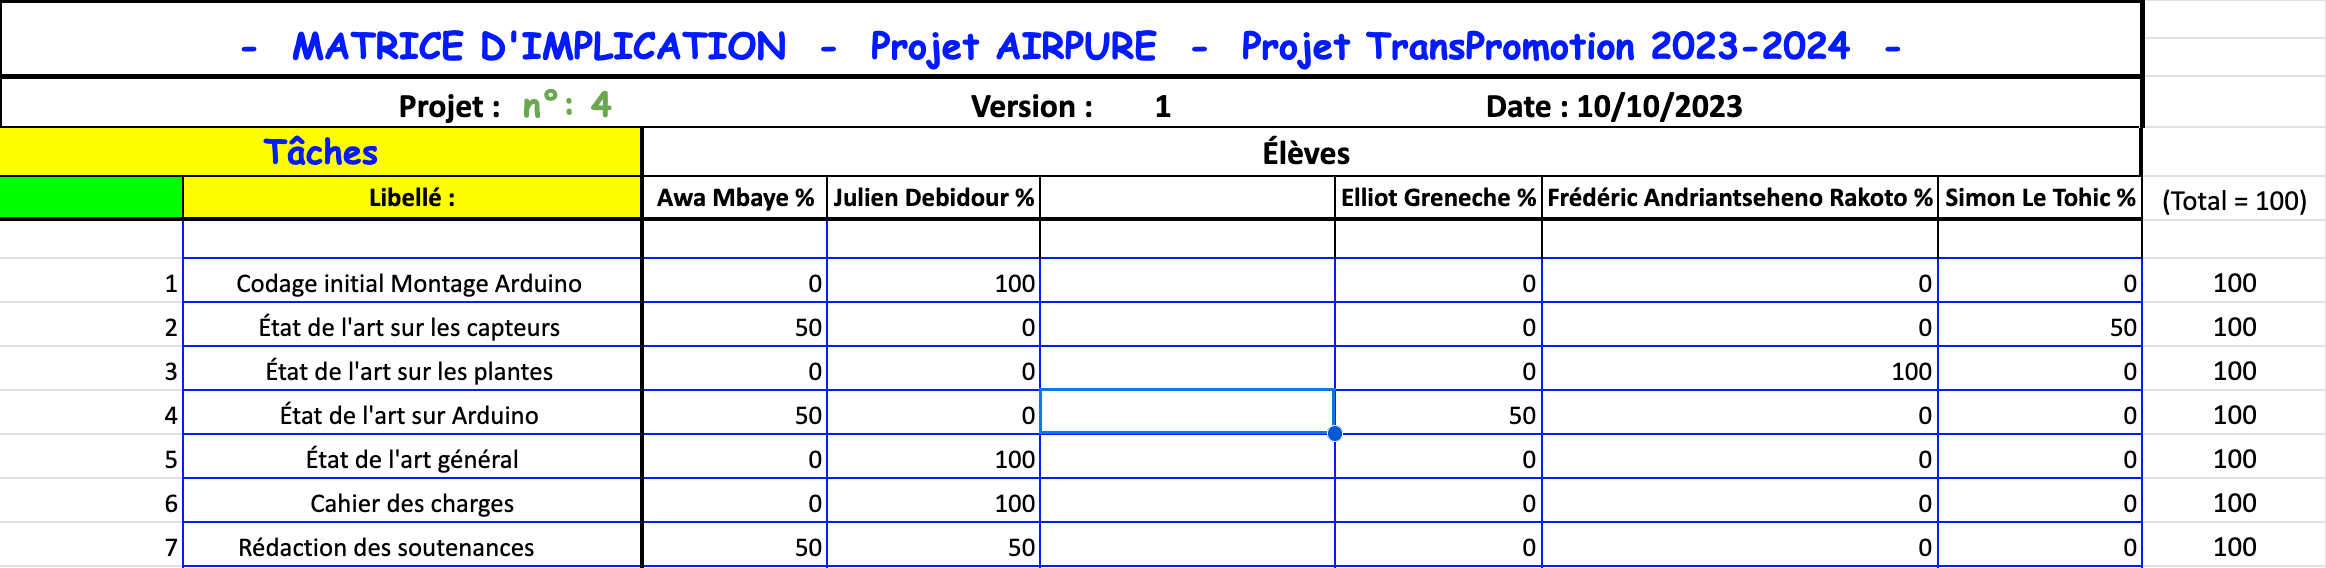 - MATRICE D'IMPLICATION - Projet AIRPURE - Projet TransPromotion 2023-2024 -
Projet : n°: 4 Version : 1 Date : 10/10/2023
Tâches Élèves
Libellé : Awa Mbaye % Julien Debidour % Elliot Greneche % Frédéric Andriantseheno Rakoto % Simon Le Tohic % (Total = 100)
1 Codage initial Montage Arduino 0 100 0 0 0 100
2 État de l'art sur les capteurs 50 0 0 0 50 100
3 État de l'art sur les plantes 0 0 0 100 0 100
4 État de l'art sur Arduino 50 0 50 0 0 100
5 État de l'art général 0 100 0 0 0 100
6 Cahier des charges 0 100 0 0 0 100
7 Rédaction des soutenances 50 50 0 0 0 100